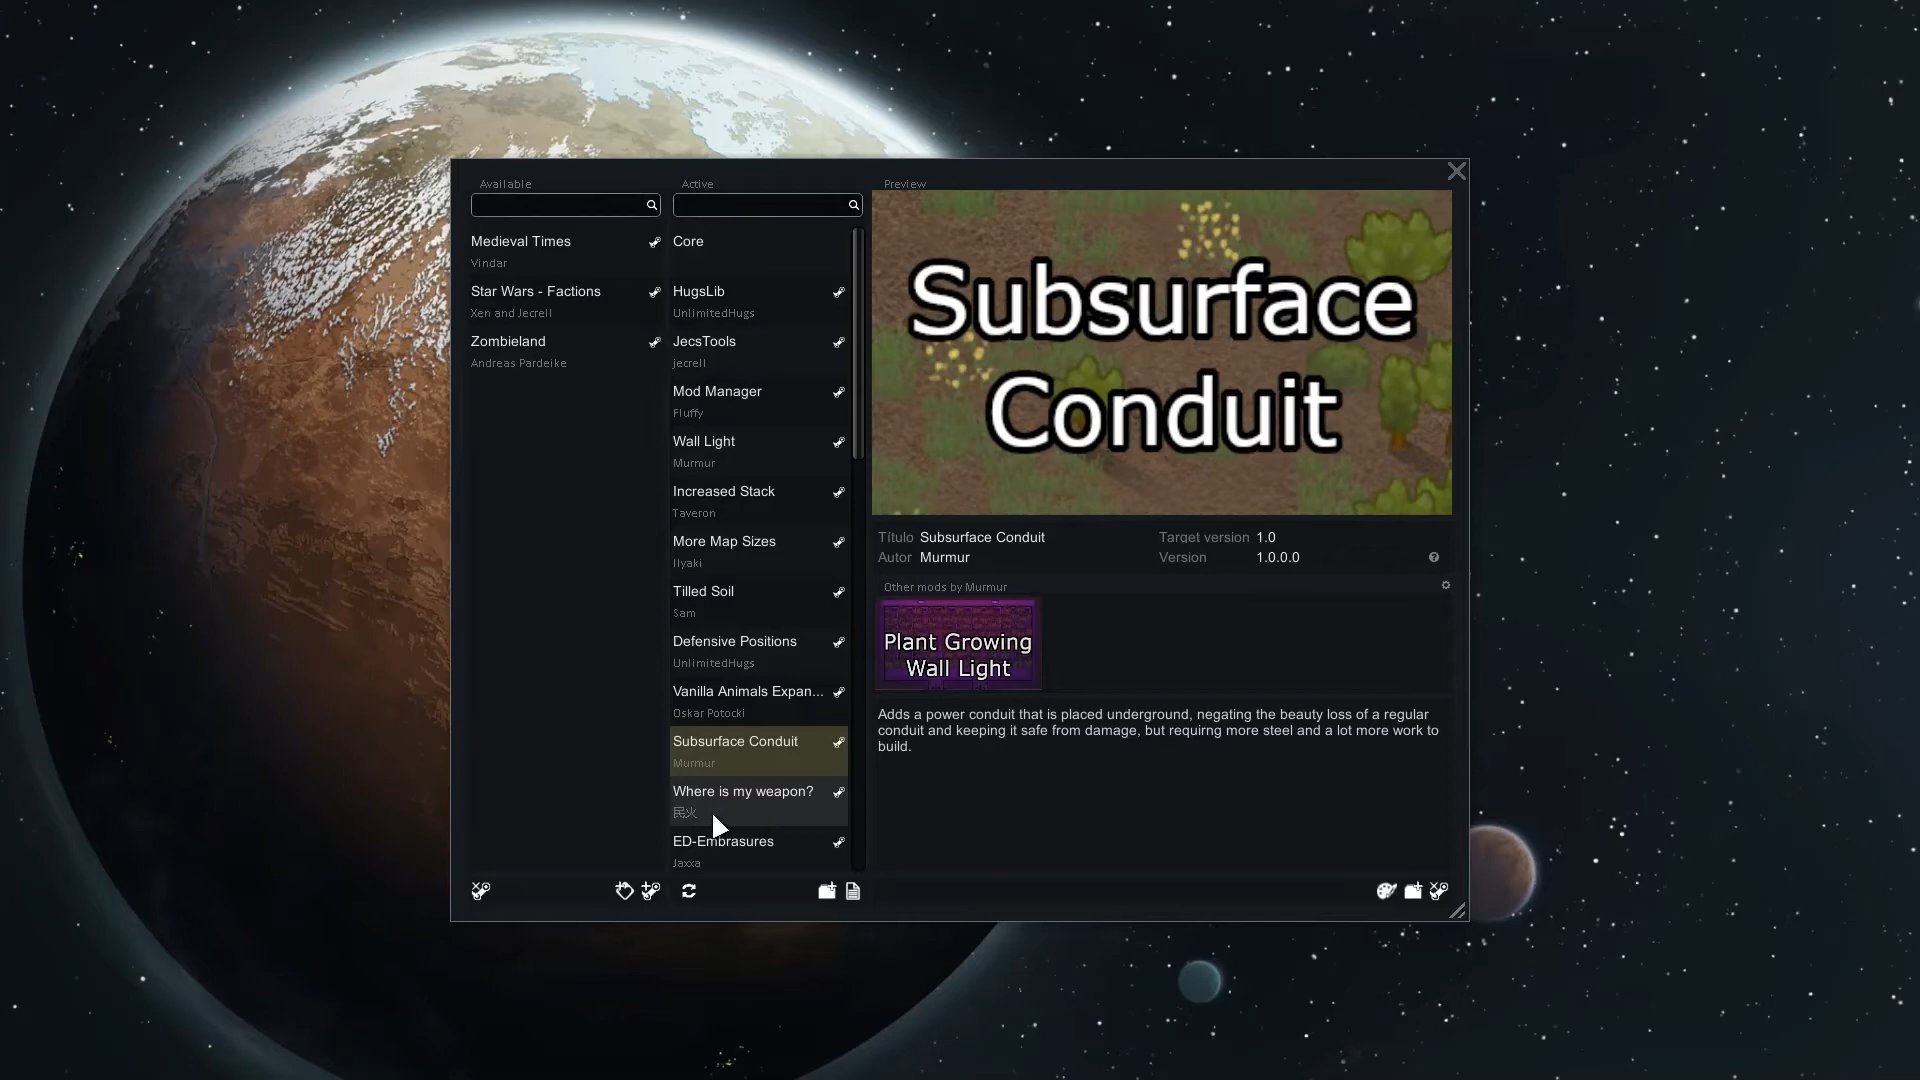 Available
Medieval Times
Vindar
Star Wars - Factions
Xen and Jecrell
Zombieland
Andreas Pardeike
Active
Core
HugsLib
UnlimitedHugs
JecsTools
jecrell
Mod Manager
Fluffy
Wall Light
Murmur
Increased Stack
Taveron
More Map Sizes
Ilyaki
Tilled Soil
Sam
Defensive Positions
UnlimitedHugs
Vanilla Animals Expan...
Oskar Potocki
Subsurface Conduit
Murmur
Where is my weapon?
民火
ED-Embrasures
Jaxxa
Preview
Subsurface
Conduit
Título Subsurface Conduit
Target version 1.0
Autor Murmur
Version 1.0.0.0
Other mods by Murmur
Plant Growing
Wall Light
Adds a power conduit that is placed underground, negating the beauty loss of a regular
conduit and keeping it safe from damage, but requirng more steel and a lot more work to
build.